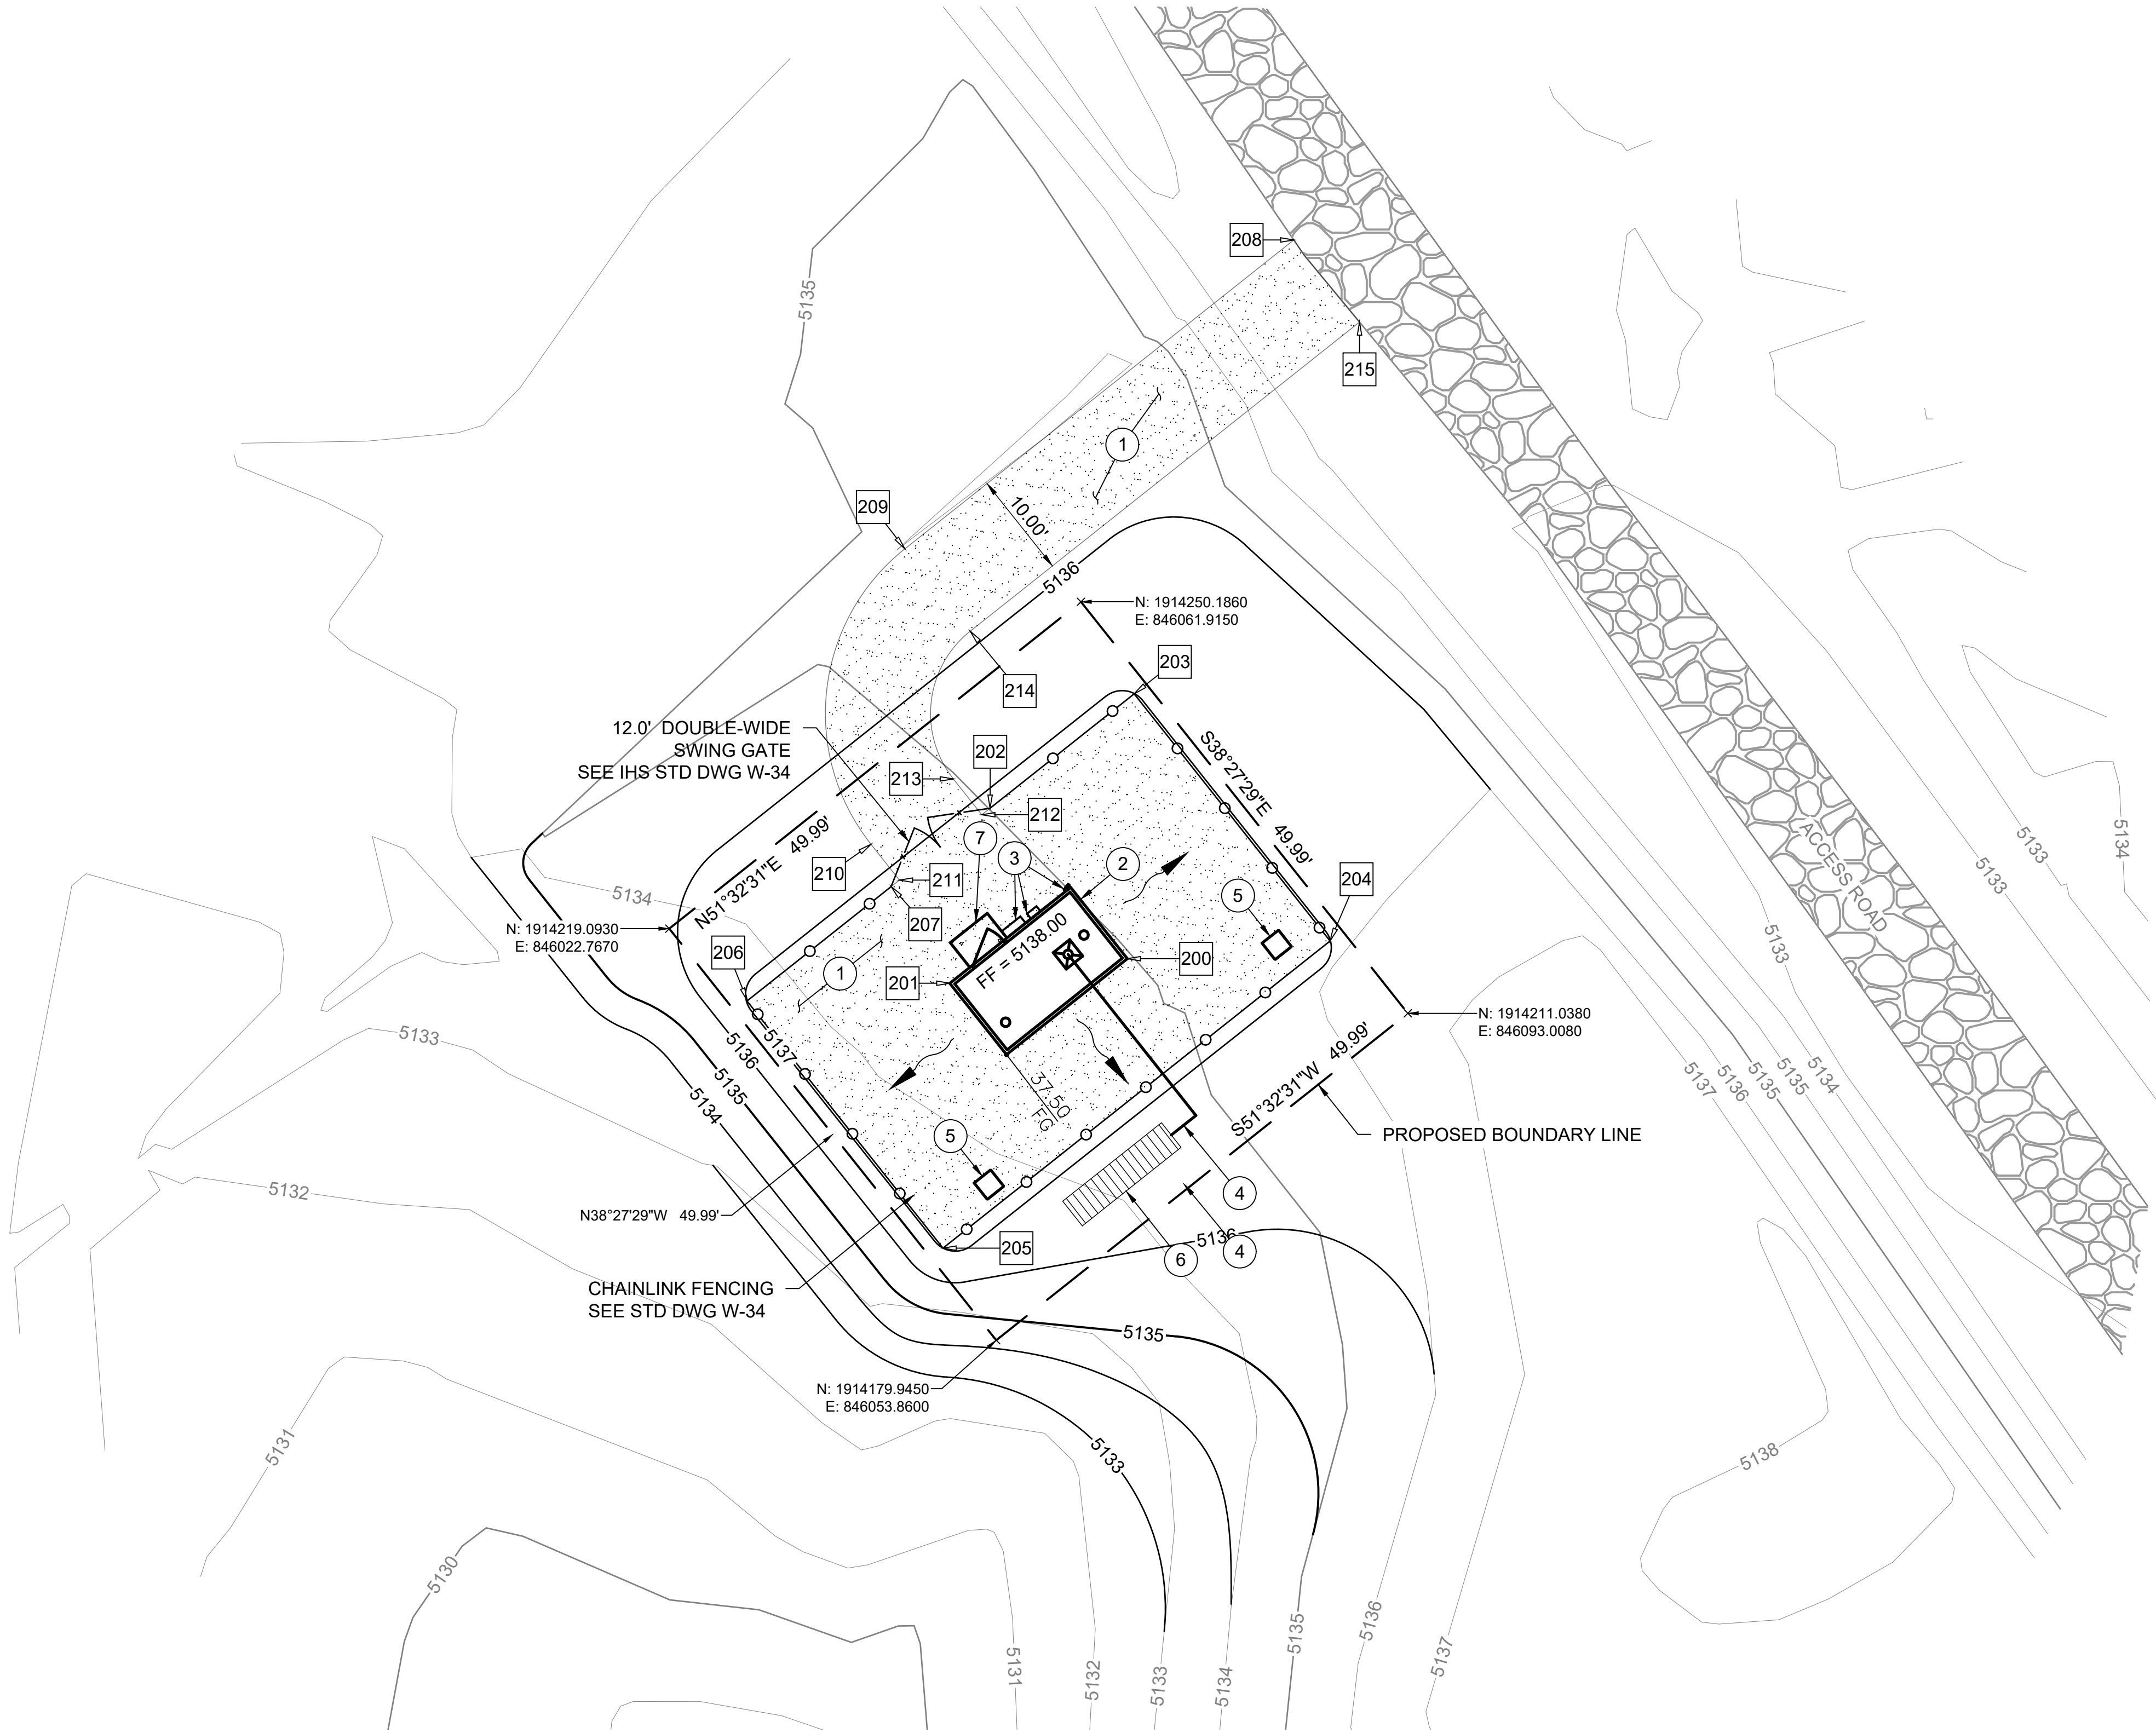 208
5135
215
1
209
10.00'
5136
N: 1914250.1860
E: 846061.9150
203
214
12.0' DOUBLE-WIDE
SWING GATE
SEE IHS STD DWG W-34
202
S38°27'29"E 49.99'
213
212
7
3
2
ACCESS ROAD
5133
5133
5134
N51°32'31"E 49.99'
210
211
204
5
5134
207
N: 1914219.0930
E: 846022.7670
FF = 5138.00
206
1
201
200
N: 1914211.0380
E: 846093.0080
5133
5133
5136
5137
5135
5134
37.50
FG
S51°32'31"W 49.99'
5137
5136
5135
5135
5134
5
PROPOSED BOUNDARY LINE
5132
4
N38°27'29"W 49.99'
205
5136
4
6
CHAINLINK FENCING
SEE STD DWG W-34
5135
N: 1914179.9450
E: 846053.8600
5131
5133
5138
5130
5131
5132
5133
5134
5135
5136
5137